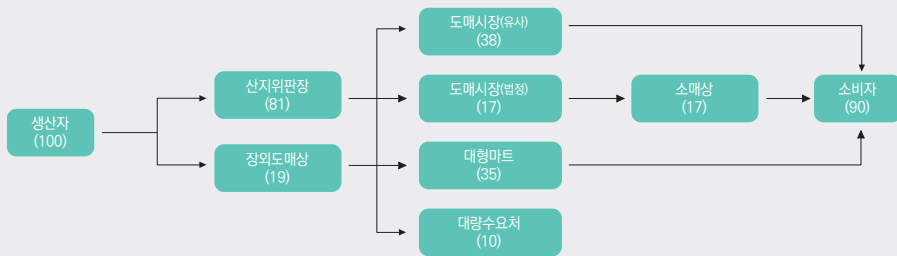 생산자
(100)
산지위판장
(81)
장외도매상
(19)
도매시장(유사)
(38)
도매시장(법정)
(17)
대형마트
(35)
대량수요처
(10)
소매상
(17)
소비자
(90)